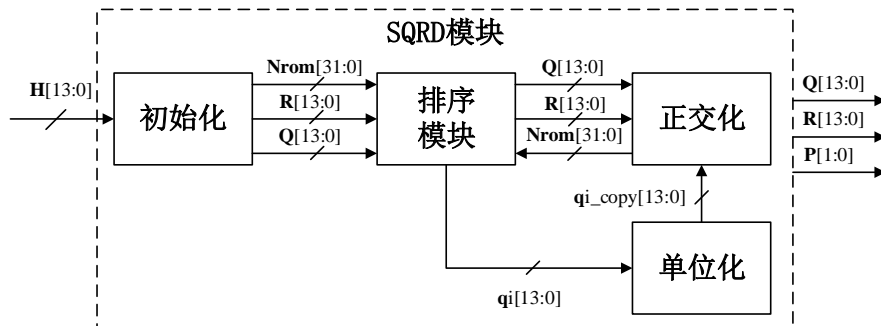 SQRD模块
H[13:0]
初始化
Nrom[31:0]
R[13:0]
Q[13:0]
排序
模块
Q[13:0]
R[13:0]
Nrom[31:0]
正交化
Q[13:0]
R[13:0]
P[1:0]
qi_copy[13:0]
qi[13:0]
单位化